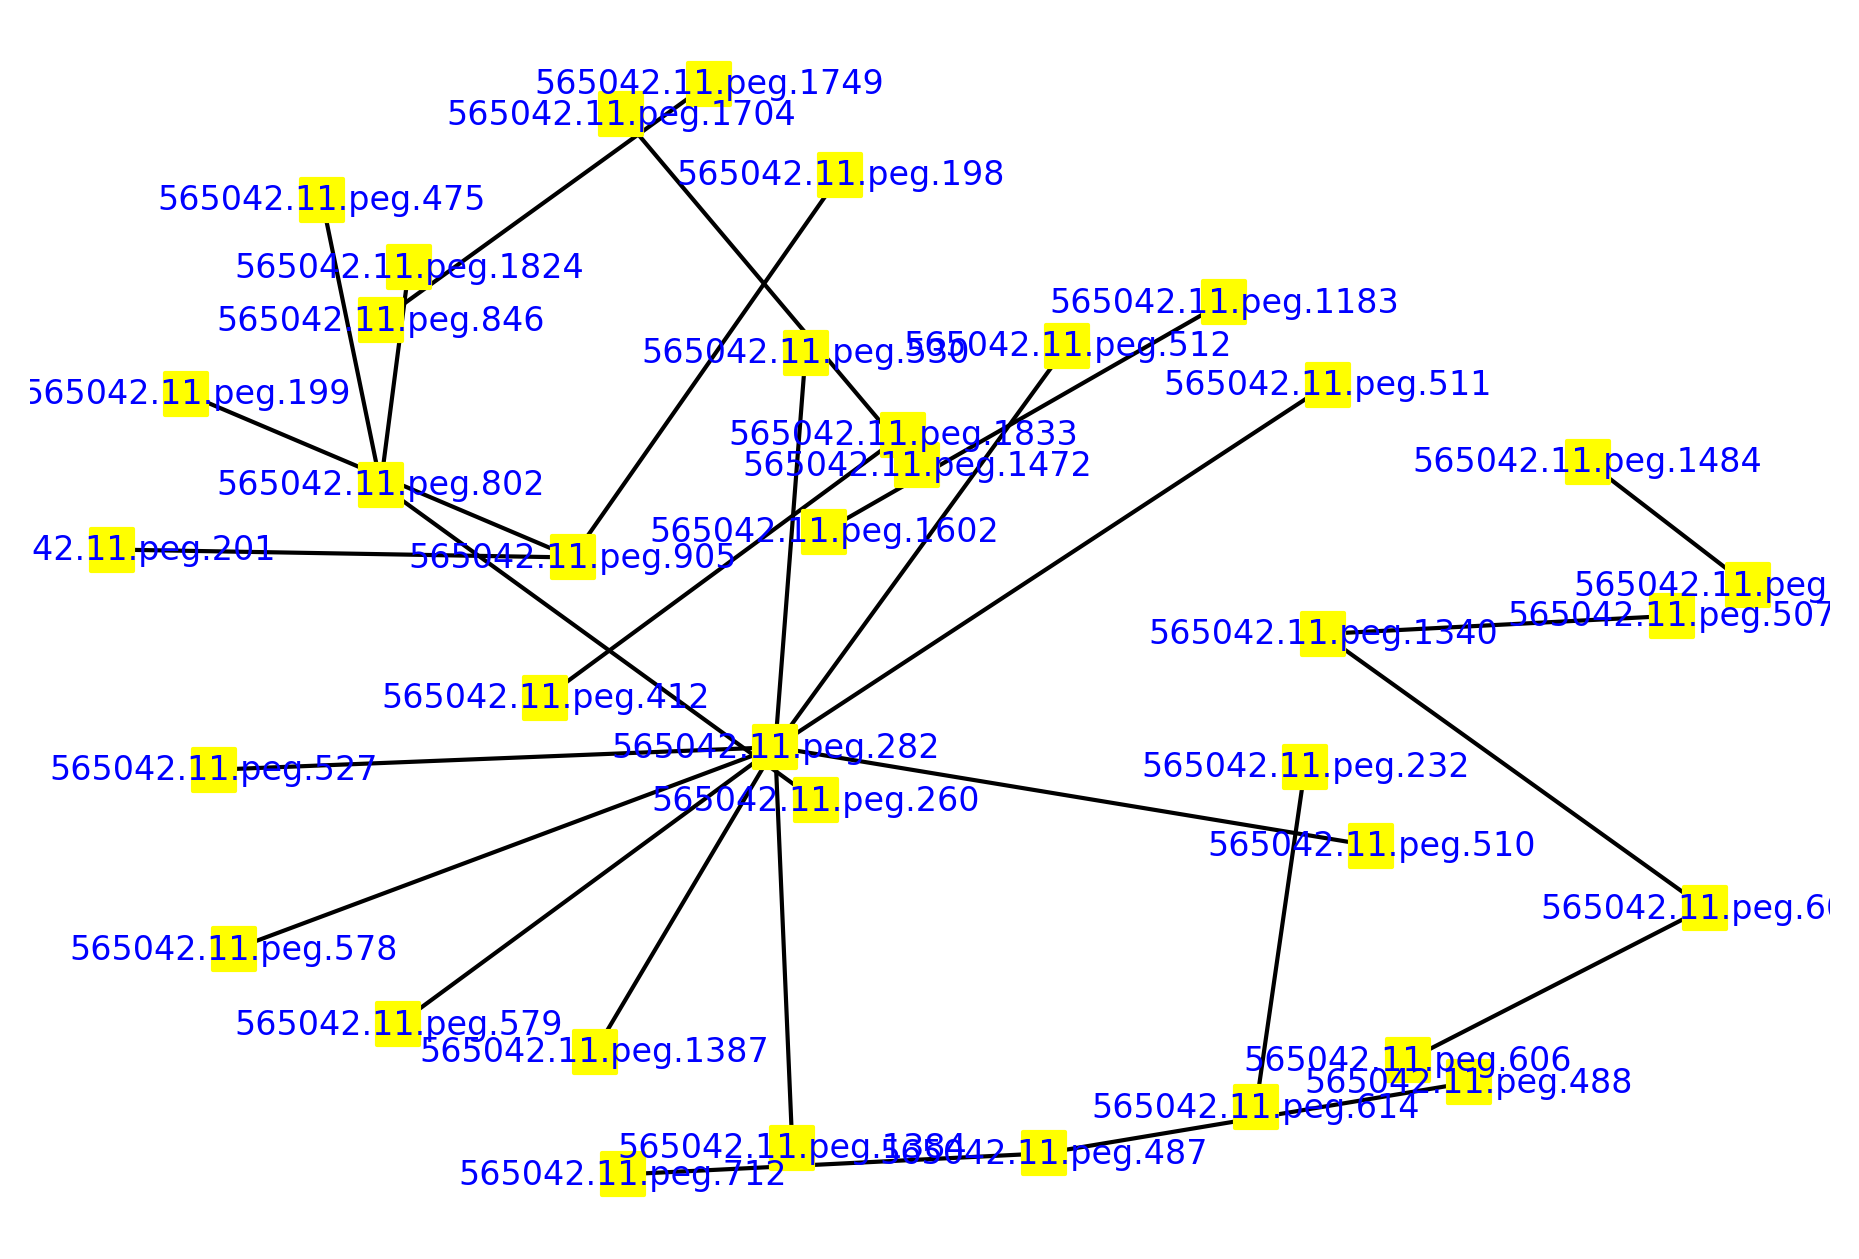 565042.11.peg.1749
565042.11.peg.1704
565042.11.peg.198
565042.11.peg.475
565042.11.peg.1824
565042.11.peg.1183
565042.11.peg.846
565042.11.peg.512
565042.11.peg.530
565042.11.peg.511
565042.11.peg.199
565042.11.peg.1833
565042.11.peg.1484
565042.11.peg.1472
565042.11.peg.802
565042.11.peg.1602
42.11.peg.201
565042.11.peg.905
565042.11.peg
565042.11.peg.507
565042.11.peg.1340
565042.11.peg.412
565042.11.peg.282
565042.11.peg.232
565042.11.peg.527
565042.11.peg.260
565042.11.peg.510
565042.11.peg.6
565042.11.peg.578
565042.11.peg.579
565042.11.peg.1387
565042.11.peg.606
565042.11.peg.488
565042.11.peg.614
565042.11.peg.1384
565042.11.peg.487
565042.11.peg.712